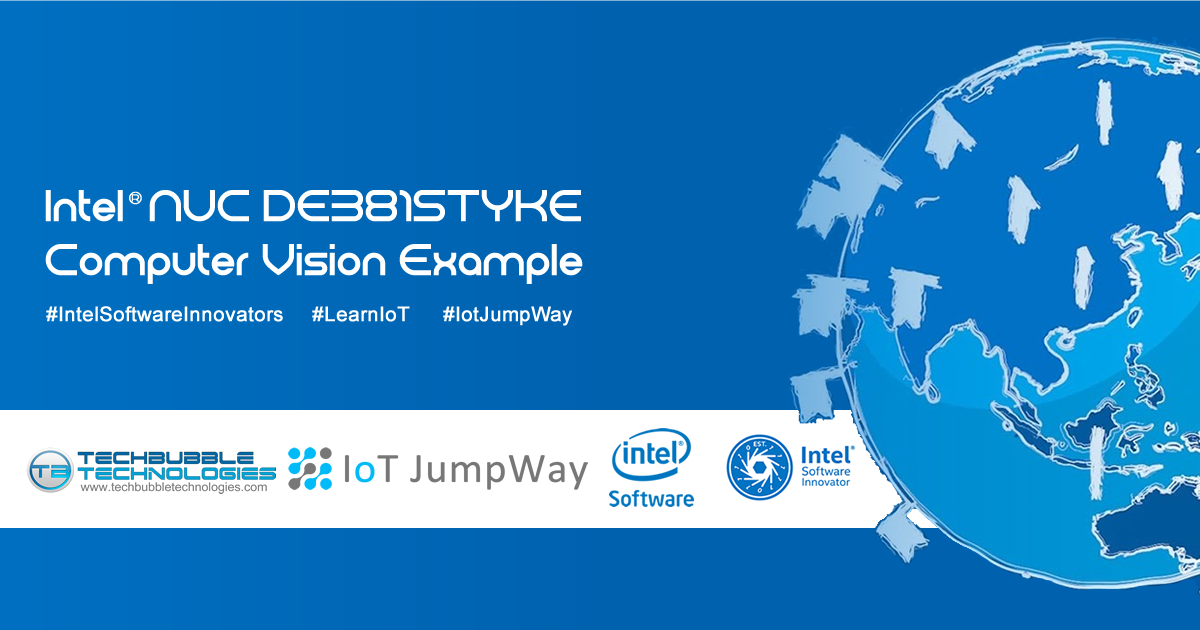 Intel® NUC DE3815TYKE
Computer Vision Example
#IntelSoftwareInnovators #LearnIoT #IotJumpWay
TB TECHBUBBLE
TECHNOLOGIES
www.techbubbletechnologies.com
IoT JumpWay
intel®
Software
EST.
Intel®
Software
Innovator